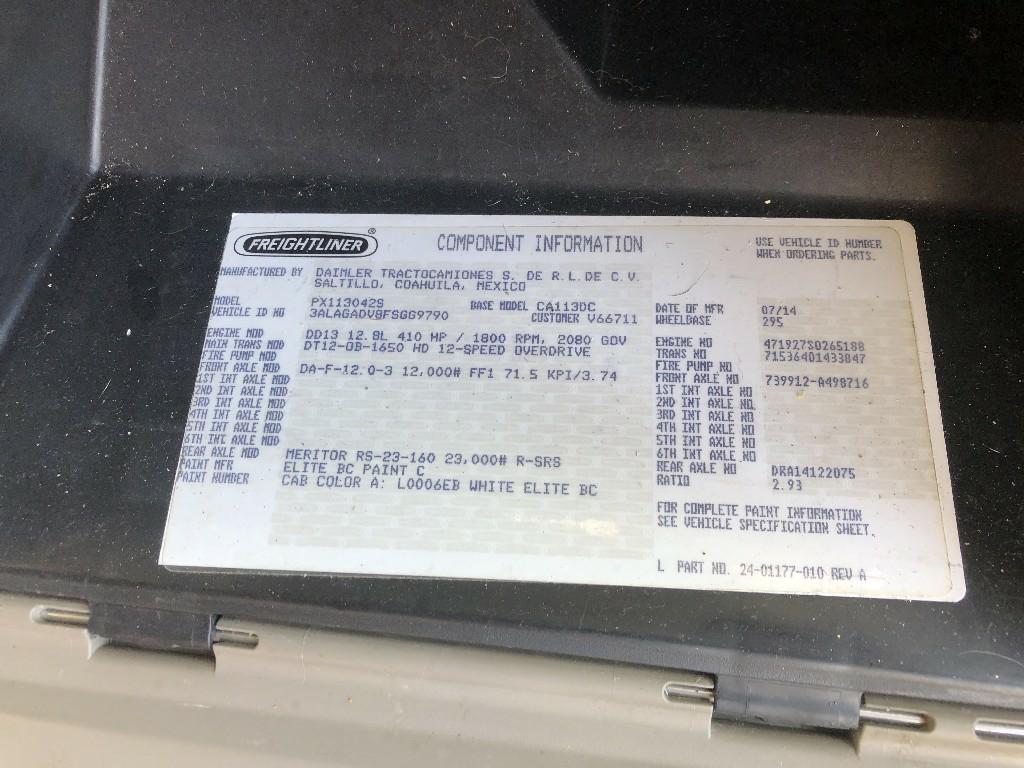 FREIGHTLINER®
COMPONENT INFORMATION
USE VEHICLE ID NUMBER
WHEN ORDERING PARTS.
MANUFACTURED BY DAIMLER TRACTOCAMIONES S. DE R.L.DE C.V.
SALTILLO, COAHUILA, MEXICO
MODEL PX113042S BASE MODEL CA113DC
VEHICLE ID NO 3ALAGADV8FSGG9790 CUSTOMER V66711
DATE OF MFR 07/14
WHEELBASE 295
ENGINE MOD DD13 12.8L 410 HP / 1800 RPM, 2080 GOV
MAIN TRANS MOD DT12-OB-1650 HD 12-SPEED OVERDRIVE
FIRE PUMP MOD
FRONT AXLE MOD DA-F-12.0-3 12,000# FF1 71.5 KPI/3.74
1ST INT AXLE MOD
2ND INT AXLE MOD
3RD INT AXLE MOD
4TH INT AXLE MOD
5TH INT AXLE MOD
6TH INT AXLE MOD
REAR AXLE MOD MERITOR RS-23-160 23,000# R-SRS
PAINT MFR ELITE BC PAINT C
PAINT NUMBER CAB COLOR A: L0006EB WHITE ELITE BC
ENGINE NO 471927S0265188
TRANS NO 71536401433847
FIRE PUMP NO
FRONT AXLE NO 739912-A498716
1ST INT AXLE NO
2ND INT AXLE NO
3RD INT AXLE NO
4TH INT AXLE NO
5TH INT AXLE NO
6TH INT AXLE NO
REAR AXLE NO DRA14122075
RATIO 2.93
FOR COMPLETE PAINT INFORMATION
SEE VEHICLE SPECIFICATION SHEET.
L PART NO. 24-01177-010 REV A